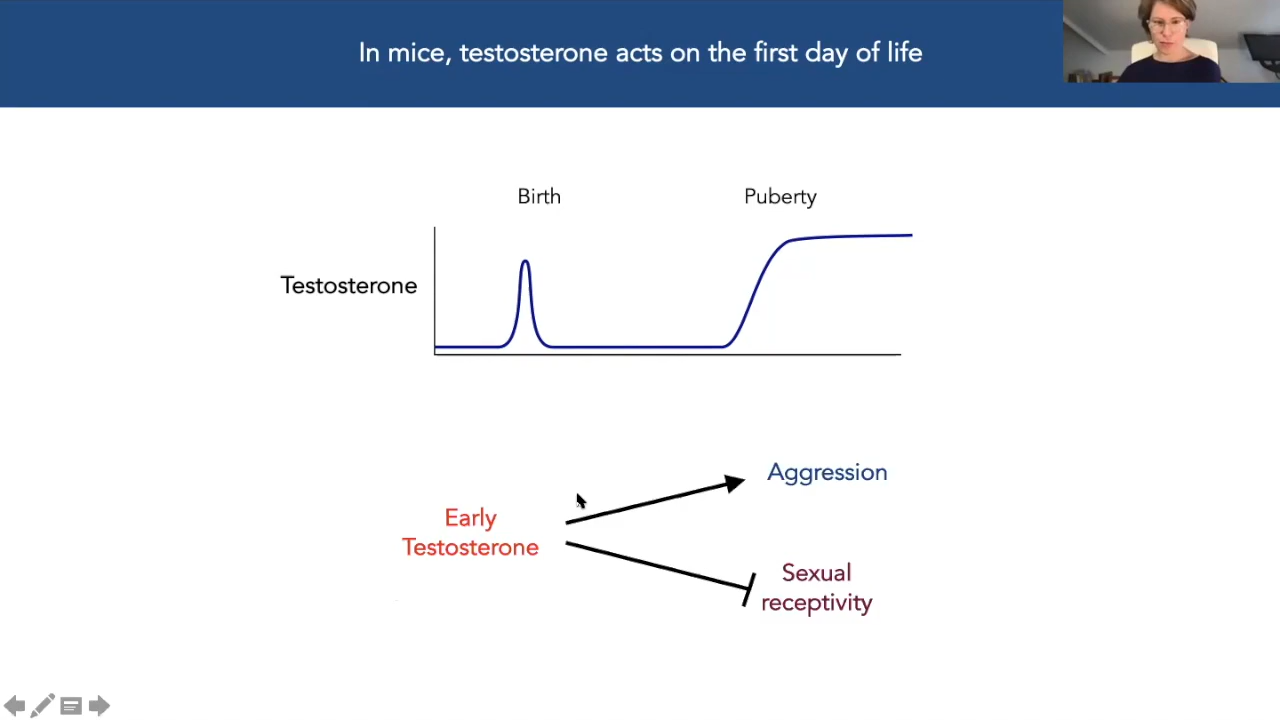 In mice, testosterone acts on the first day of life
Birth
Puberty
Testosterone
Aggression
Early
Testosterone
Sexual
receptivity